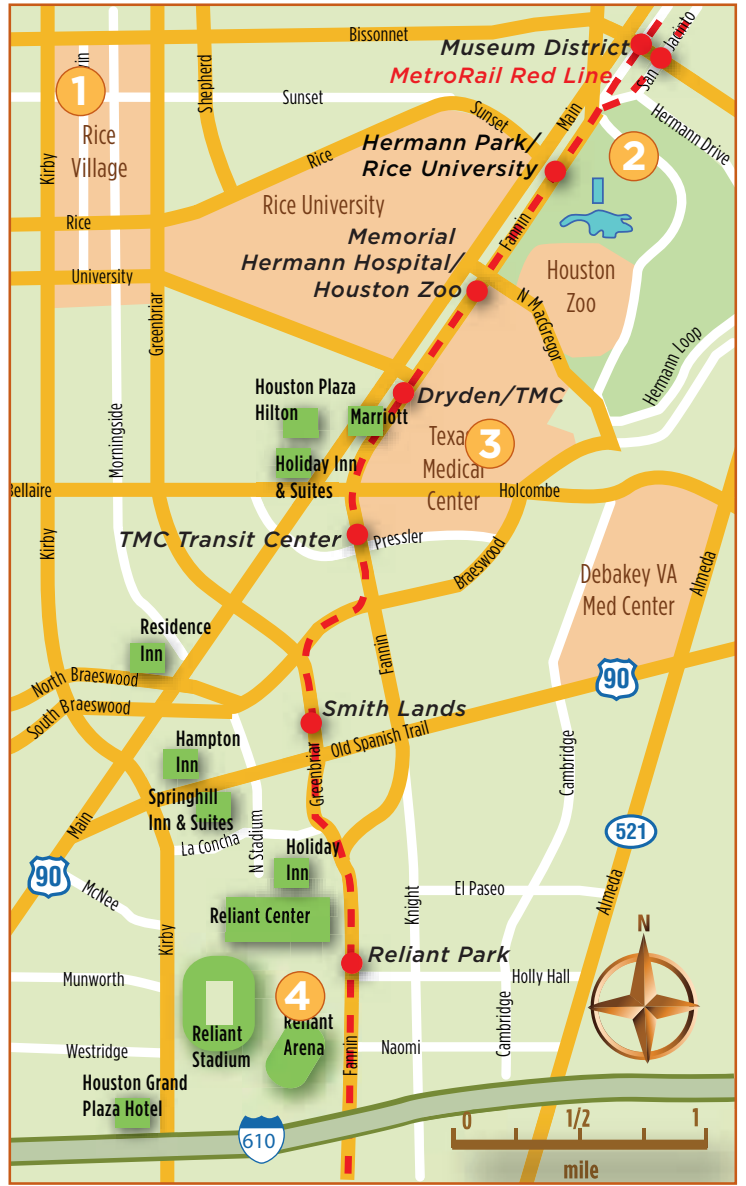 Bissonnet
Museum District
MetroRail Red Line
San Jacinto
1
Rice
Village
Kirby
Shepherd
Sunset
Sunset
Main
Hermann Drive
2
Hermann Park/
Rice University
Rice
Rice University
Rice
University
Memorial
Hermann Hospital/
Houston Zoo
Fannin
Houston
Zoo
N MacGregor
Hermann Loop
Greenbriar
Morningside
Houston Plaza
Hilton
Marriott
Dryden/TMC
3
Medical
Center
Holiday Inn
& Suites
Holcombe
Kirby
TMC Transit Center
Pressler
Braeswood
Debakey VA
Med Center
Almeda
Residence
Inn
Fannin
North Braeswood
South Braeswood
90
Smith Lands
Old Spanish Trail
Greenbriar
Hampton
Inn
Springhill
Inn & Suites
Cambridge
Main
La Concha
N Stadium
521
Holiday
Inn
90
McNee
El Paseo
Almeda
Knight
Reliant Center
Kirby
Reliant Park
N
Munworth
Holly Hall
4
Reliant
Stadium
Reliant
Arena
Cambridge
Westridge
Fannin
Naomi
Houston Grand
Plaza Hotel
610
0 1/2 1
mile